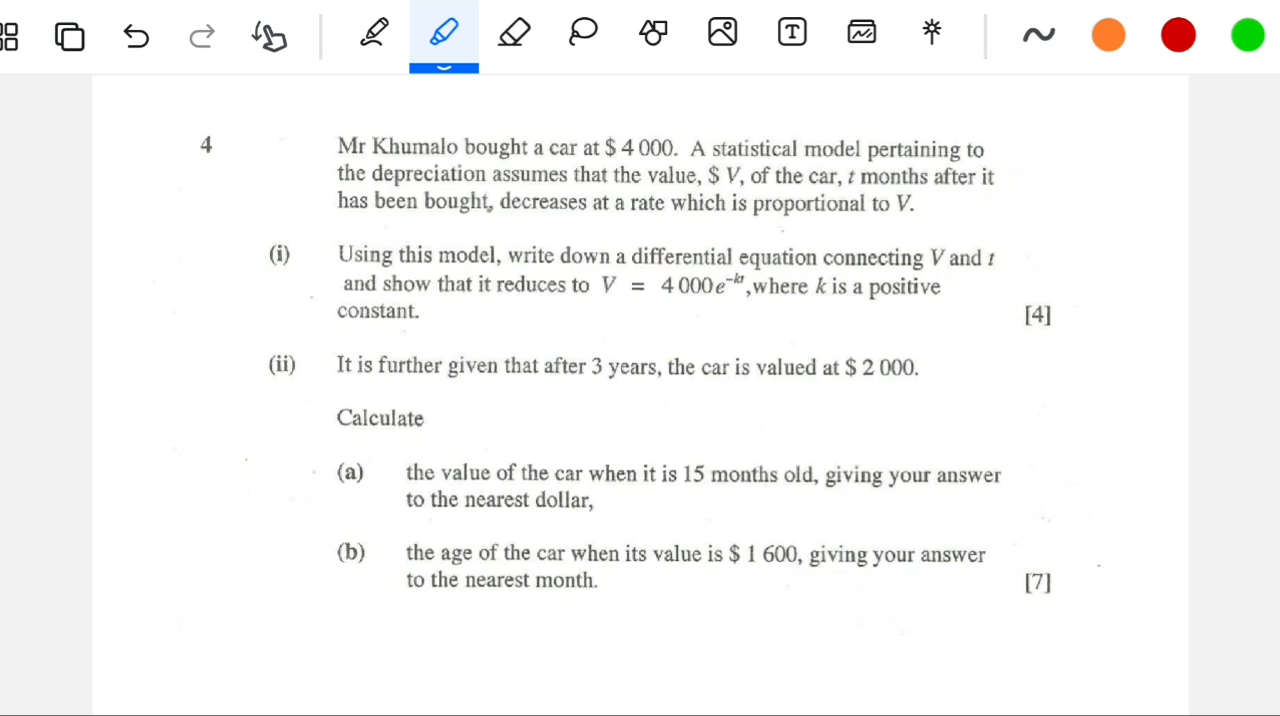 4 Mr Khumalo bought a car at $ 4 000. A statistical model pertaining to
the depreciation assumes that the value, $ V, of the car, t months after it
has been bought, decreases at a rate which is proportional to V.
(i) Using this model, write down a differential equation connecting V and t
and show that it reduces to V = 4 000e^{-kt}, where k is a positive
constant. [4]
(ii) It is further given that after 3 years, the car is valued at $ 2 000.
Calculate
(a) the value of the car when it is 15 months old, giving your answer
to the nearest dollar,
(b) the age of the car when its value is $ 1 600, giving your answer
to the nearest month. [7]